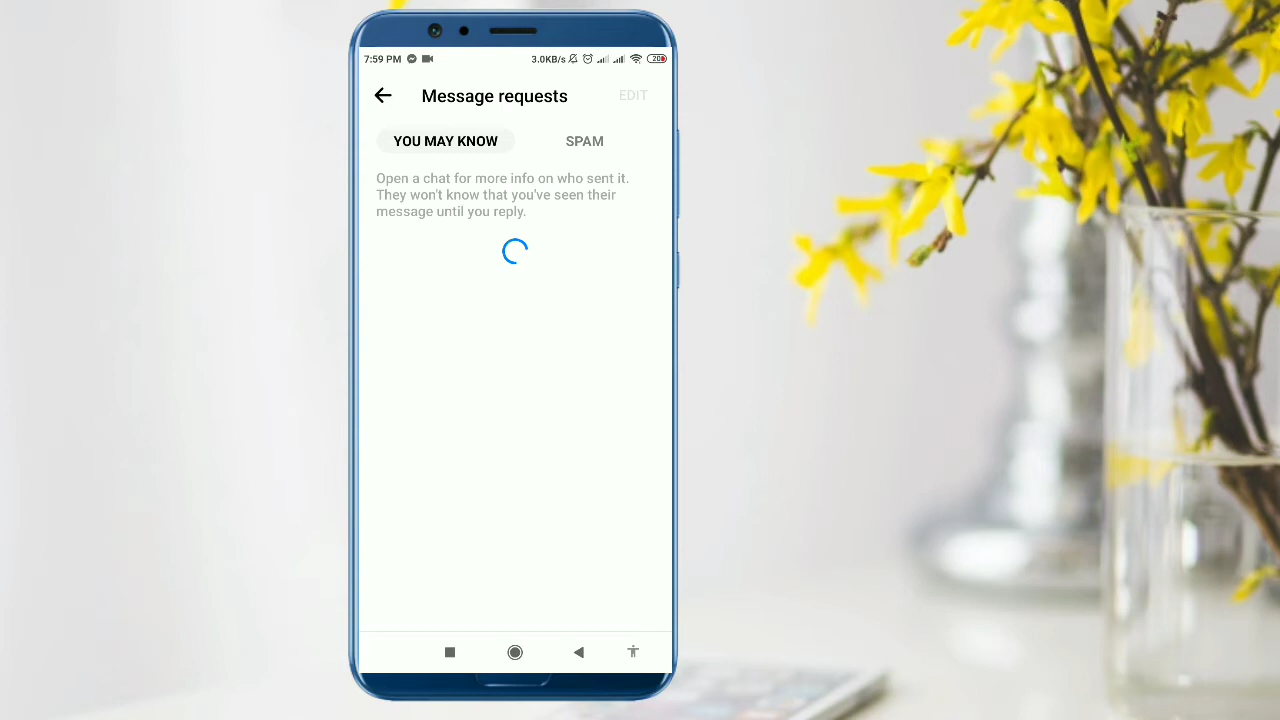 7:59 PM
3.0KB/s
20
Message requests
EDIT
YOU MAY KNOW
SPAM
Open a chat for more info on who sent it.
They won't know that you've seen their
message until you reply.